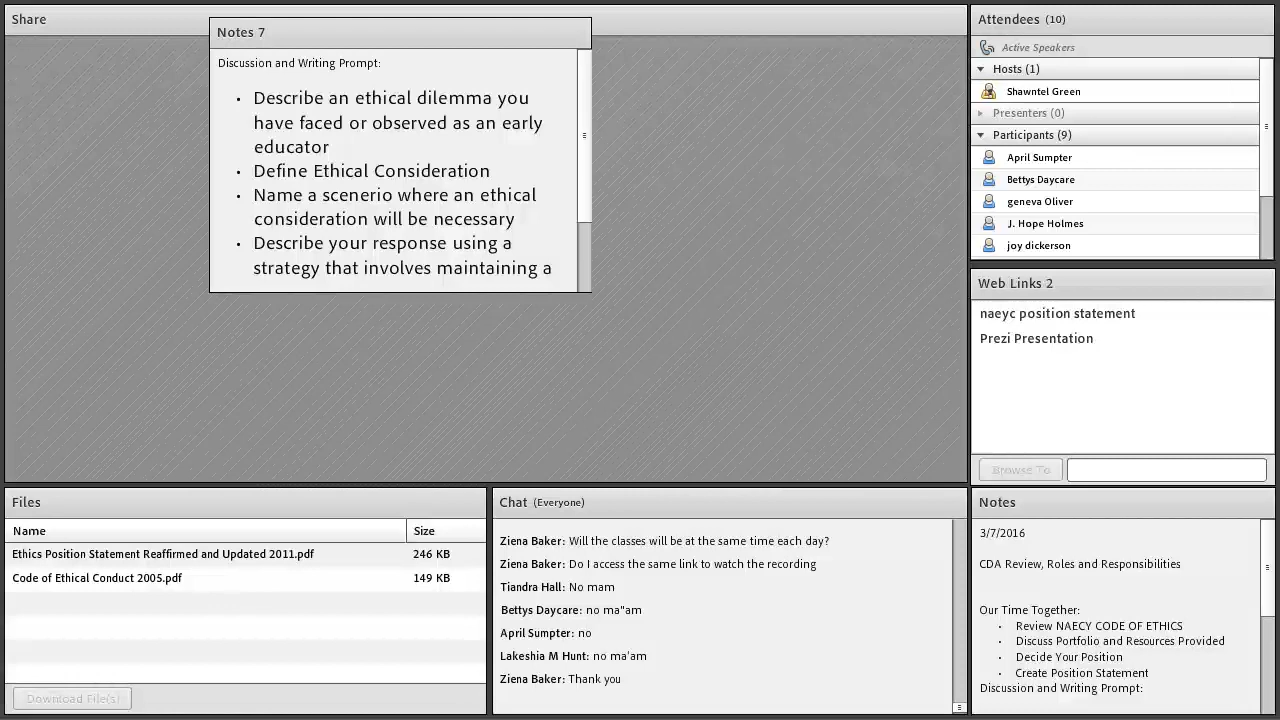 Share
Notes 7
Discussion and Writing Prompt:
• Describe an ethical dilemma you
have faced or observed as an early
educator
• Define Ethical Consideration
• Name a scenerio where an ethical
consideration will be necessary
• Describe your response using a
strategy that involves maintaining a
Attendees (10)
Active Speakers
Hosts (1)
Shawntel Green
Presenters (0)
Participants (9)
April Sumpter
Bettys Daycare
geneva Oliver
J. Hope Holmes
joy dickerson
Web Links 2
naeyc position statement
Prezi Presentation
Browse To
Files
Name Size
Ethics Position Statement Reaffirmed and Updated 2011.pdf 246 KB
Code of Ethical Conduct 2005.pdf 149 KB
Download File(s)
Chat (Everyone)
Ziena Baker: Will the classes will be at the same time each day?
Ziena Baker: Do I access the same link to watch the recording
Tiandra Hall: No mam
Bettys Daycare: no ma"am
April Sumpter: no
Lakeshia M Hunt: no ma'am
Ziena Baker: Thank you
Notes
3/7/2016
CDA Review, Roles and Responsibilities
Our Time Together:
• Review NAECY CODE OF ETHICS
• Discuss Portfolio and Resources Provided
• Decide Your Position
• Create Position Statement
Discussion and Writing Prompt: